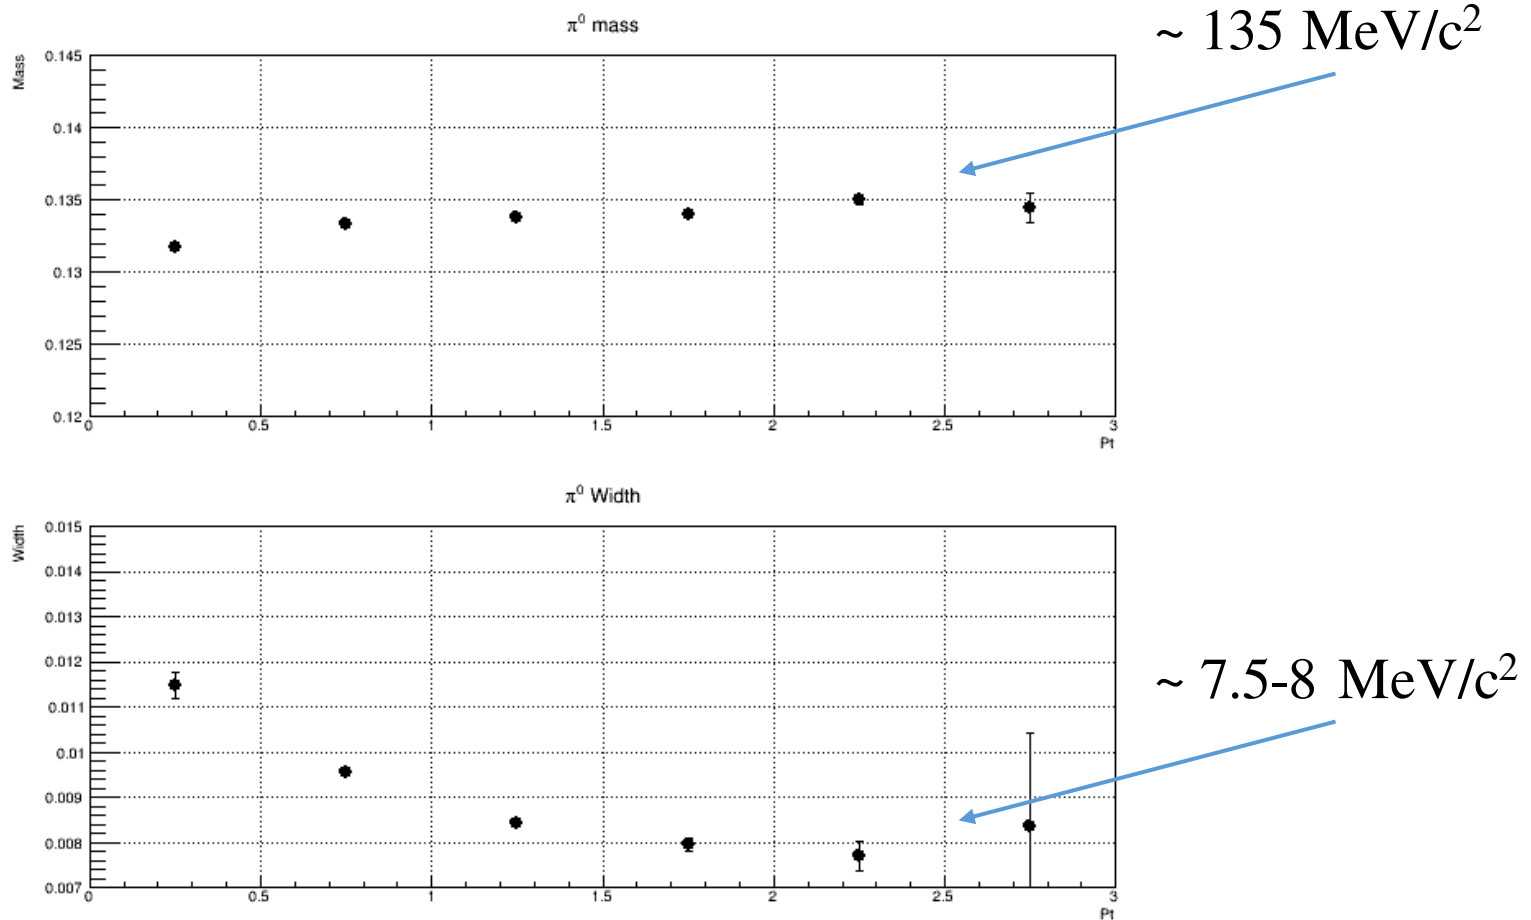 π⁰ mass
~ 135 MeV/c²
Mass
0.145
0.14
0.135
0.13
0.125
0.12
0 0.5 1 1.5 2 2.5 3
Pt
π⁰ Width
Width
0.015
0.014
0.013
0.012
0.011
0.01
0.009
0.008
0.007
~ 7.5-8 MeV/c²
0 0.5 1 1.5 2 2.5 3
Pt